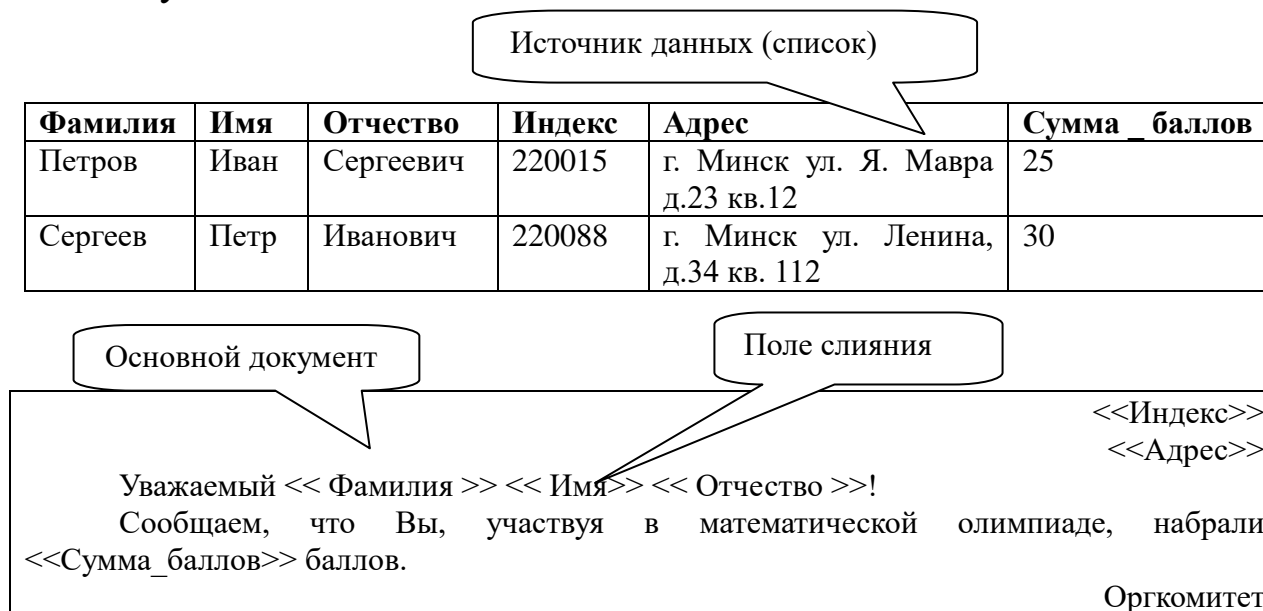 Источник данных (список)
Фамилия Имя Отчество Индекс Адрес Сумма _ баллов
Петров Иван Сергеевич 220015 г. Минск ул. Я. Мавра 25
д.23 кв.12
Сергеев Петр Иванович 220088 г. Минск ул. Ленина, 30
д.34 кв. 112
Основной документ
Поле слияния
<<Индекс>>
<<Адрес>>
Уважаемый << Фамилия >> << Имя>> << Отчество >>!
Сообщаем, что Вы, участвуя в математической олимпиаде, набрали
<<Сумма_баллов>> баллов.
Оргкомитет